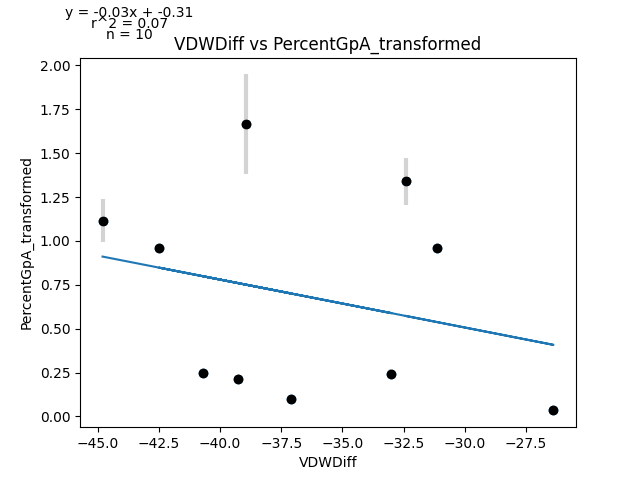 y = -0.03x + -0.31
r^2 = 0.07
n = 10
VDWDiff vs PercentGpA_transformed
2.00
1.75
1.50
1.25
1.00
0.75
0.50
0.25
0.00
PercentGpA_transformed
−45.0 −42.5 −40.0 −37.5 −35.0 −32.5 −30.0 −27.5
VDWDiff